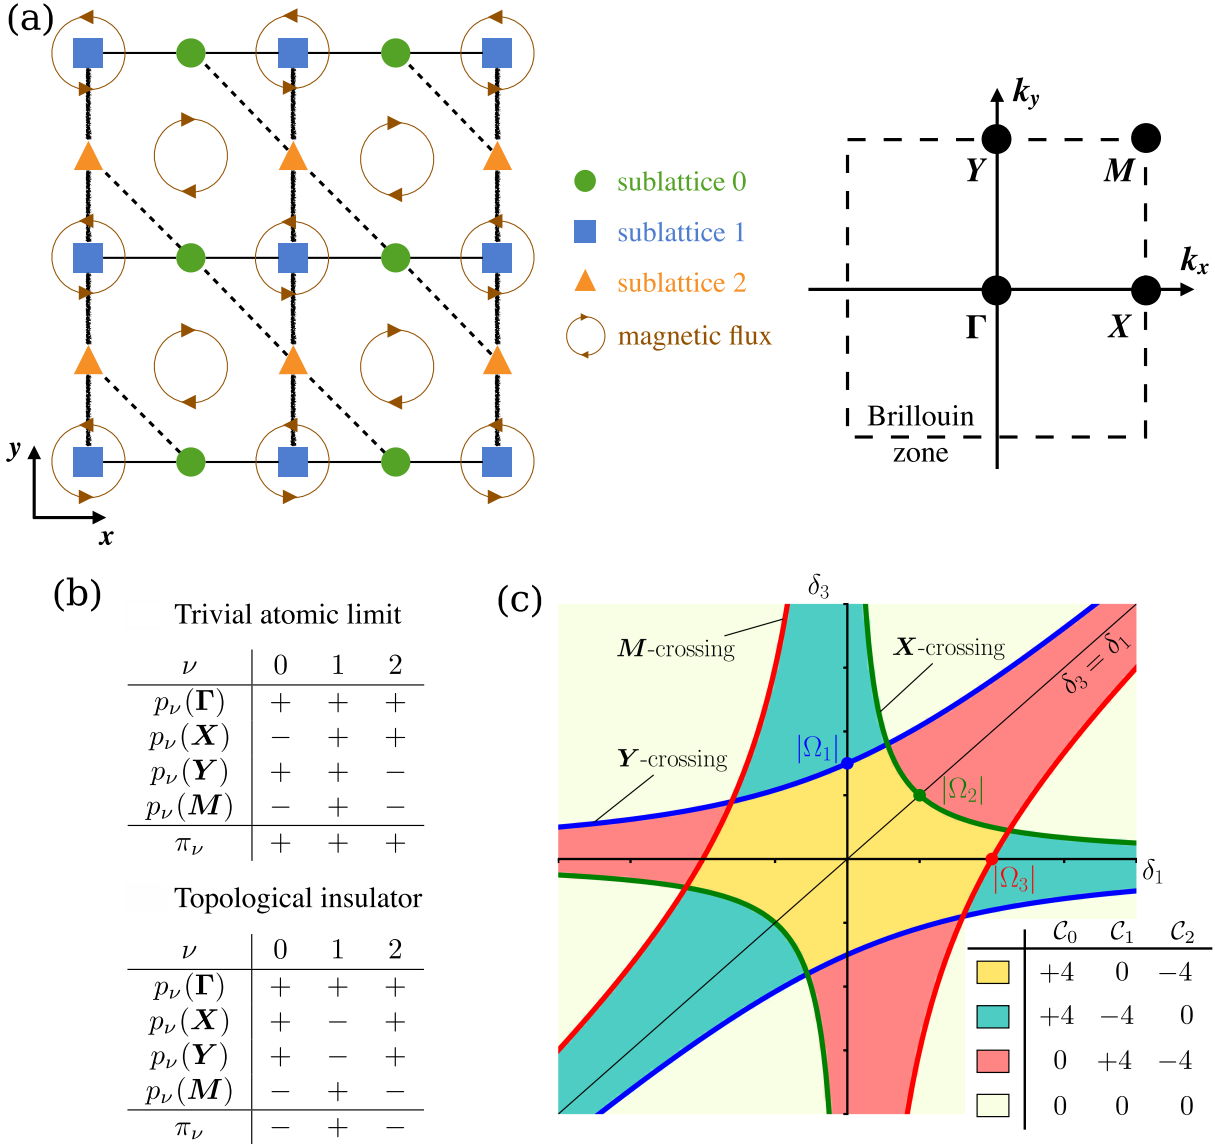 (a)
sublattice 0
sublattice 1
sublattice 2
magnetic flux
y
x
k_y
Y
M
k_x
Γ
X
Brillouin
zone
(b)
Trivial atomic limit
ν 0 1 2
p_ν(Γ) + + +
p_ν(X) − + +
p_ν(Y) + + −
p_ν(M) − + −
π_ν + + +
Topological insulator
ν 0 1 2
p_ν(Γ) + + +
p_ν(X) + − +
p_ν(Y) + − +
p_ν(M) − + −
π_ν − + −
(c)
δ_3
M-crossing
X-crossing
δ_3 = δ_1
Y-crossing
|Ω_1|
|Ω_2|
|Ω_3|
δ_1
C_0 C_1 C_2
+4 0 −4
+4 −4 0
0 +4 −4
0 0 0